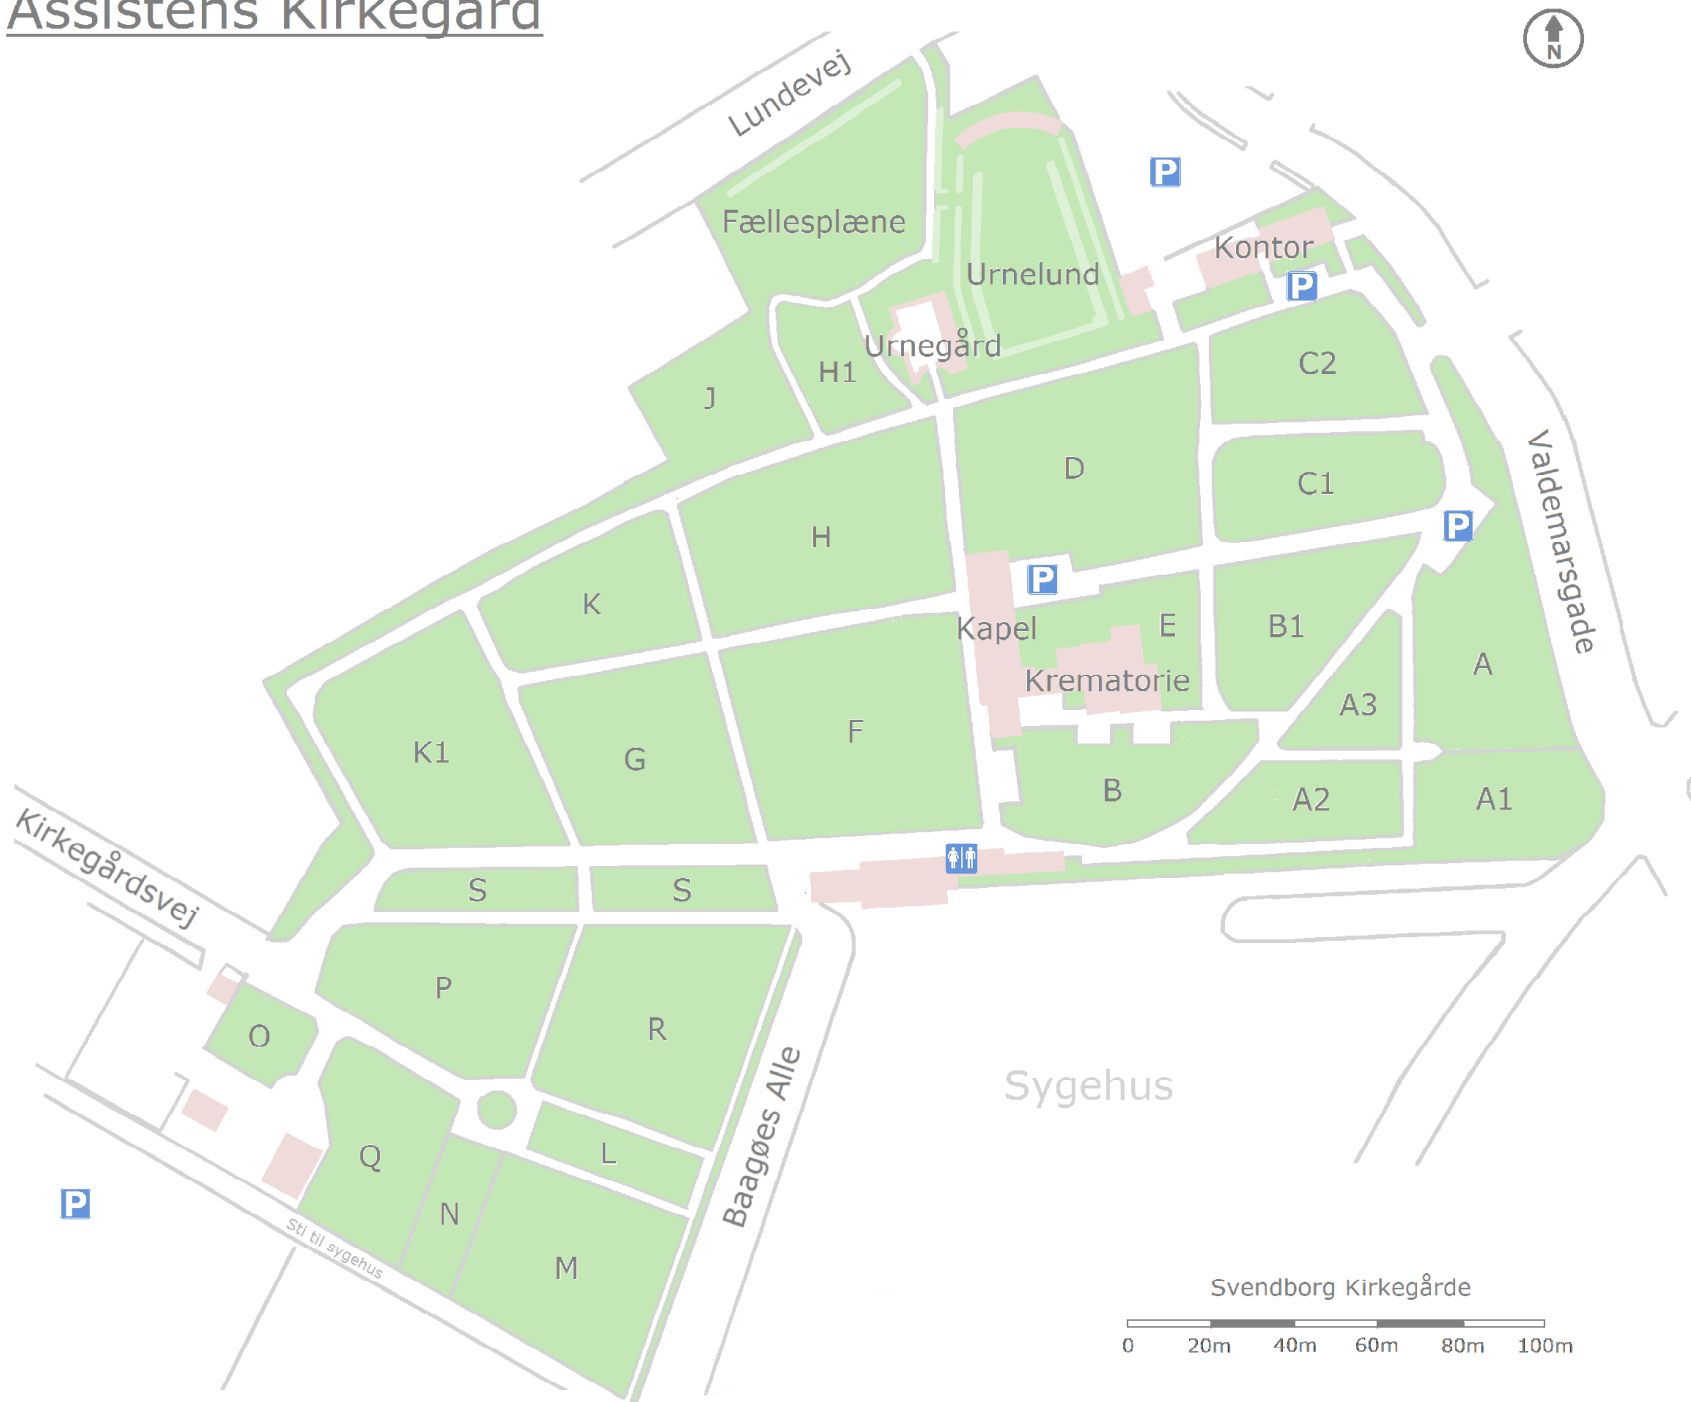 Assistens Kirkegård
N
Lundevej
P
Fællesplæne
Kontor
Urnelund
P
Urnegård
C2
H1
J
D
C1
Valdemarsgade
P
H
P
K
Kapel
E
B1
A
Krematorie
A3
F
K1
G
B
A2
A1
Kirkegårdsvej
S
S
P
R
O
Sygehus
Baagøes Alle
Q
L
P
N
Sti til sygehus
M
Svendborg Kirkegårde
0 20m 40m 60m 80m 100m